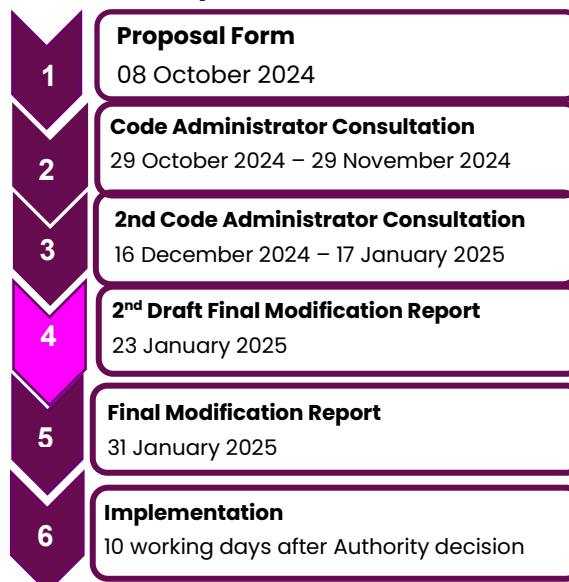 1
Proposal Form
08 October 2024
2
Code Administrator Consultation
29 October 2024 – 29 November 2024
3
2nd Code Administrator Consultation
16 December 2024 – 17 January 2025
4
2nd Draft Final Modification Report
23 January 2025
5
Final Modification Report
31 January 2025
6
Implementation
10 working days after Authority decision